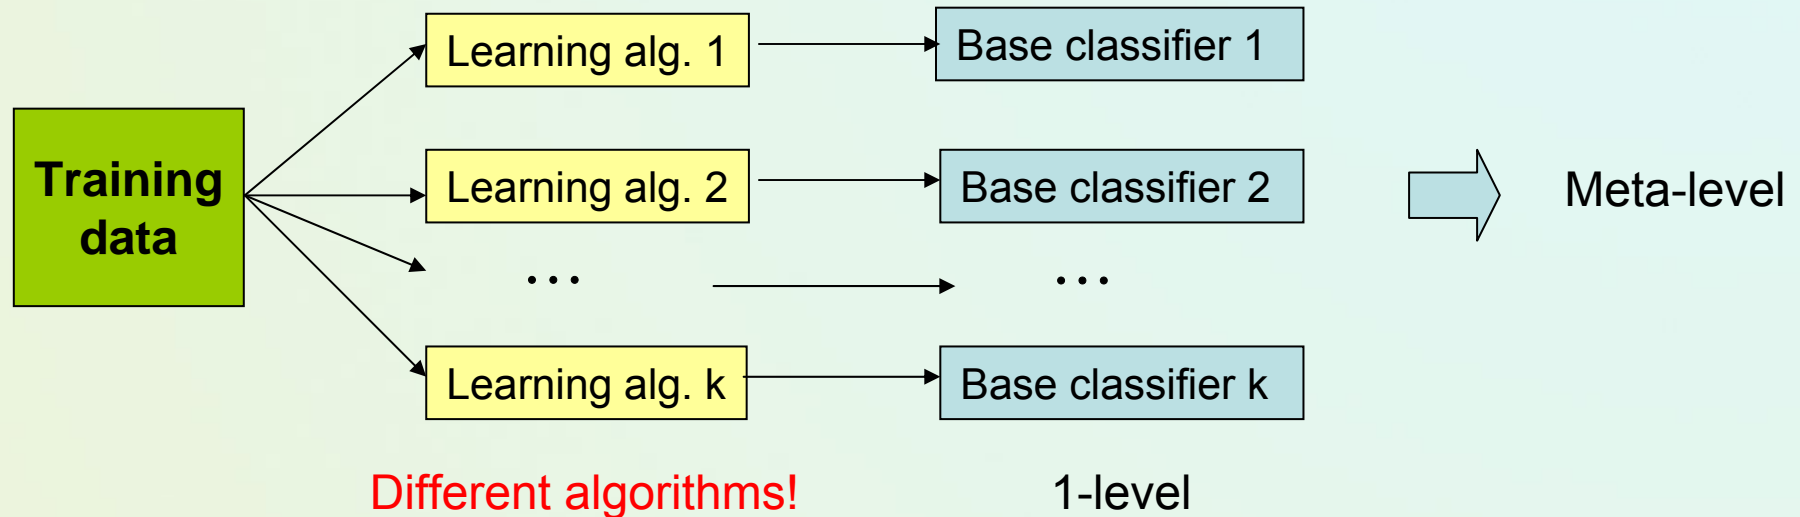 Training
data
Learning alg. 1
Base classifier 1
Learning alg. 2
Base classifier 2
Meta-level
...
...
Learning alg. k
Base classifier k
Different algorithms!
1-level